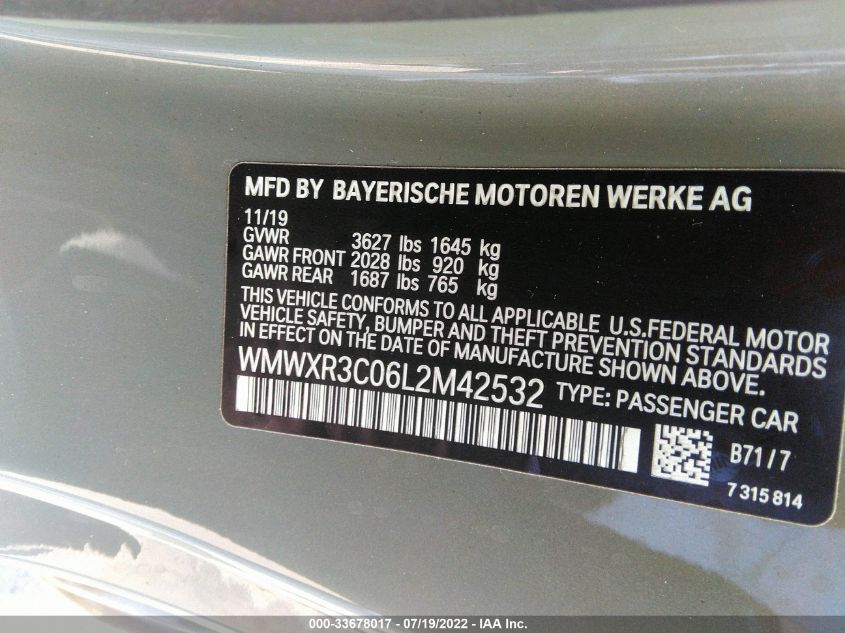 MFD BY BAYERISCHE MOTOREN WERKE AG
11/19
GVWR 3627 lbs 1645 kg
GAWR FRONT 2028 lbs 920 kg
GAWR REAR 1687 lbs 765 kg
THIS VEHICLE CONFORMS TO ALL APPLICABLE U.S.FEDERAL MOTOR
VEHICLE SAFETY, BUMPER AND THEFT PREVENTION STANDARDS
IN EFFECT ON THE DATE OF MANUFACTURE SHOWN ABOVE.
WMWXR3C06L2M42532 TYPE: PASSENGER CAR
B71/7
7 315 814
000-33678017 / 07/19/2022 - IAA Inc.